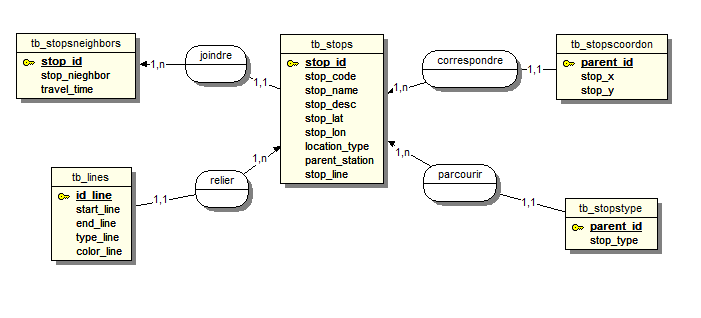 tb_stopsneighbors
stop_id
stop_nieghbor
travel_time
1,n
joindre
1,1
tb_stops
stop_id
stop_code
stop_name
stop_desc
stop_lat
stop_lon
location_type
parent_station
stop_line
correspondre
1,n
1,1
tb_stopscoordon
parent_id
stop_x
stop_y
tb_lines
id_line
start_line
end_line
type_line
color_line
1,1
relier
1,n
1,n
parcourir
1,1
tb_stopstype
parent_id
stop_type